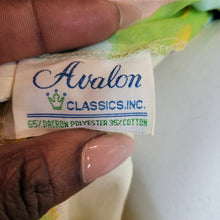 Avalon
CLASSICS, INC.
65% DACRON POLYESTER 35% COTTON